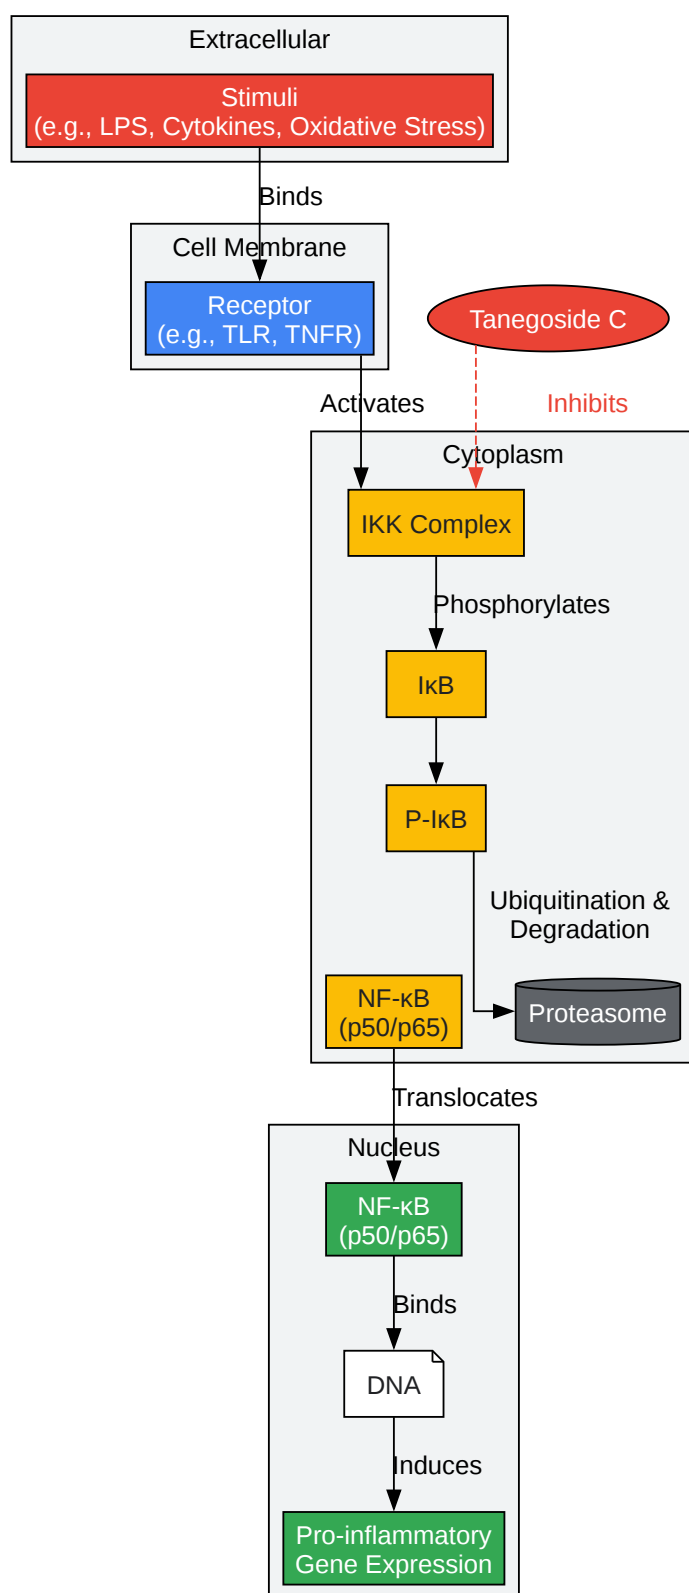 Extracellular
Stimuli
(e.g., LPS, Cytokines, Oxidative Stress)
Binds
Cell Membrane
Receptor
(e.g., TLR, TNFR)
Tanegoside C
Activates
Inhibits
Cytoplasm
IKK Complex
Phosphorylates
IκB
P-IκB
Ubiquitination &
Degradation
NF-κB
(p50/p65)
Proteasome
Translocates
Nucleus
NF-κB
(p50/p65)
Binds
DNA
Induces
Pro-inflammatory
Gene Expression